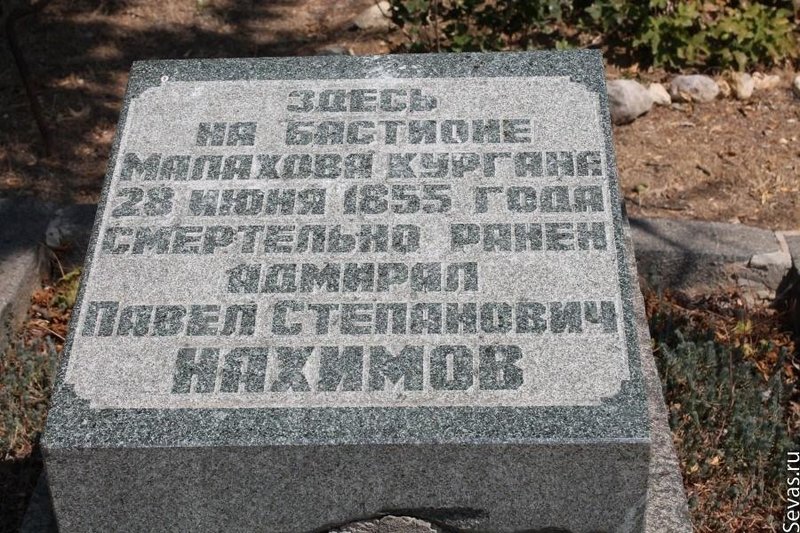 ЗДЕСЬ
НА БАСТИОНЕ
МАЛАХОВА КУРГАНА
28 ИЮНЯ 1855 ГОДА
СМЕРТЕЛЬНО РАНЕН
АДМИРАЛ
ПАВЕЛ СТЕПАНОВИЧ
НАХИМОВ
Sevas.ru